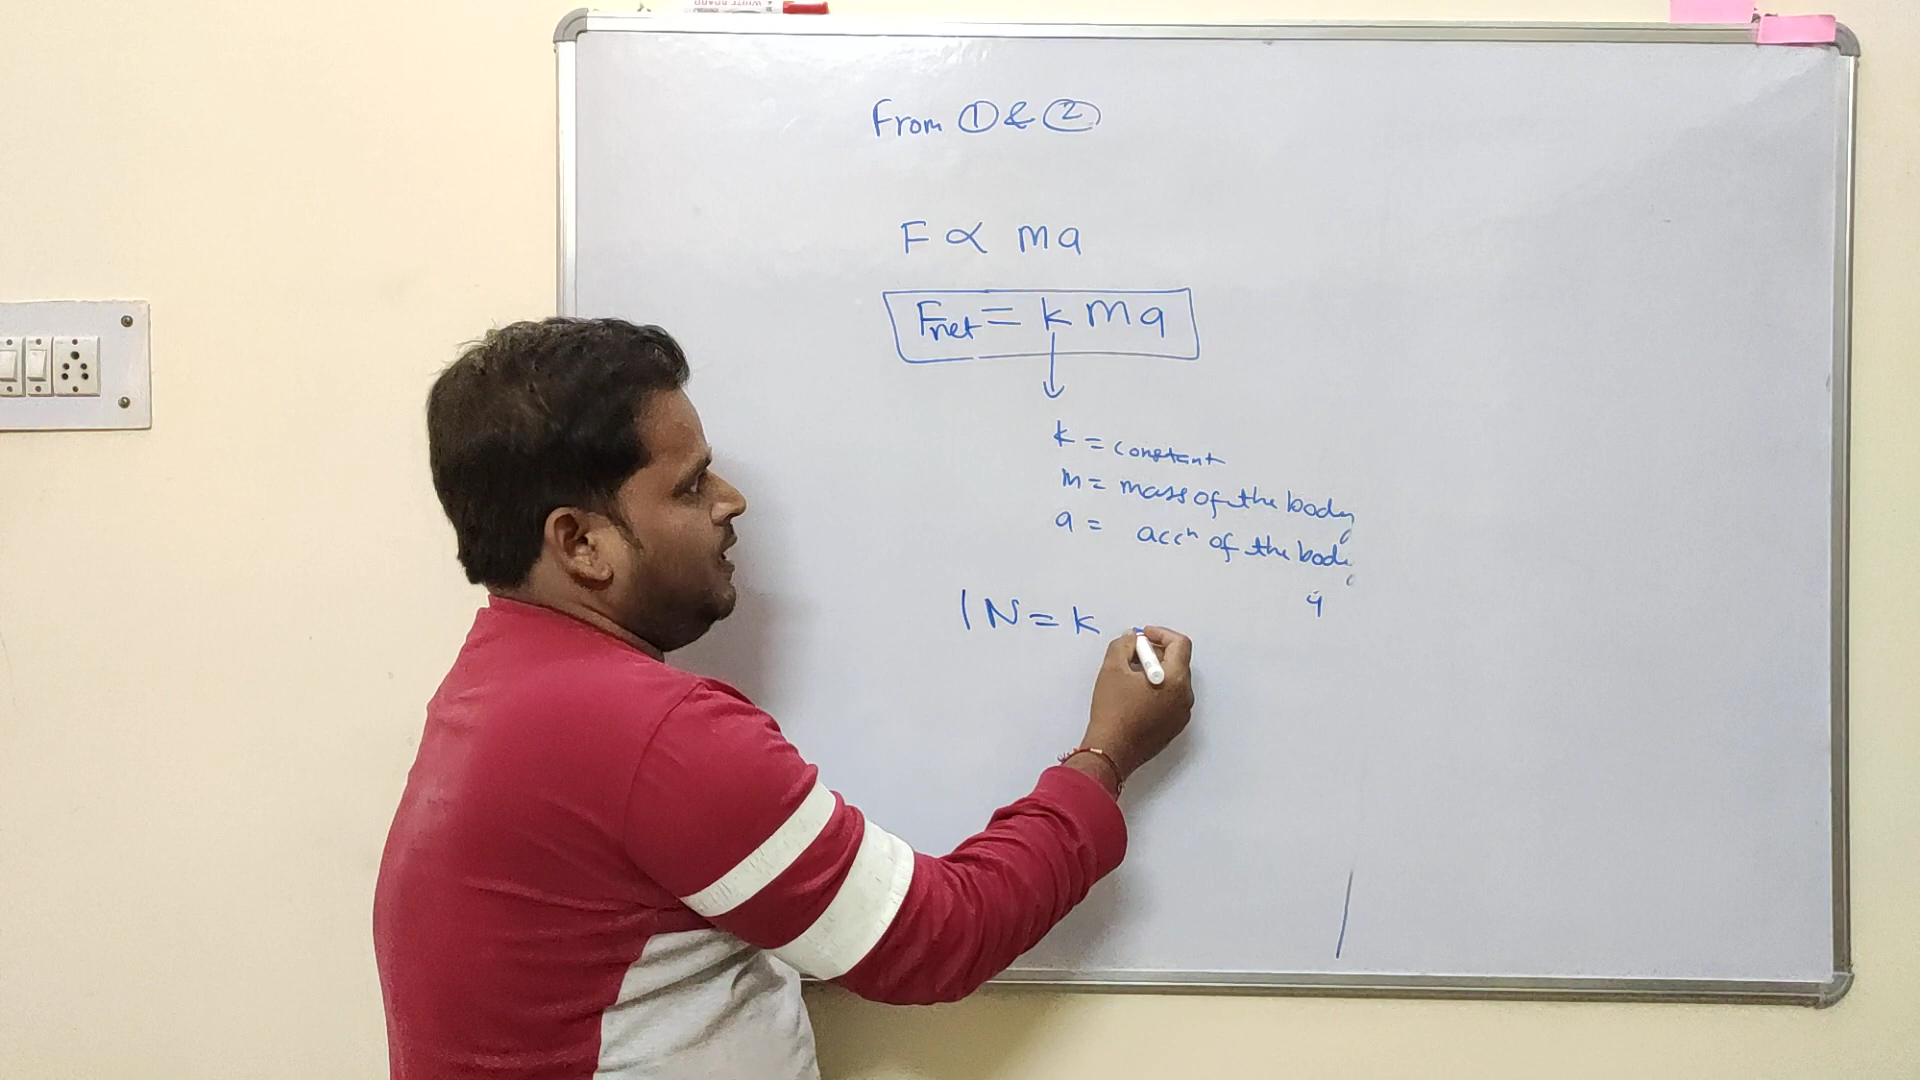 From ① & ②
F ∝ ma
Fnet = k ma
k = constant
m = mass of the body
a = accⁿ of the body
1 N = k